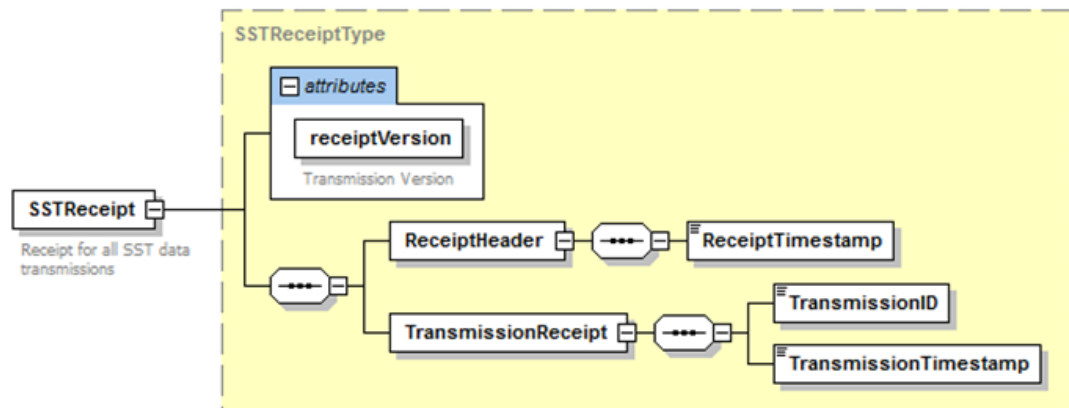 SSTReceiptType
attributes
receiptVersion
Transmission Version
SSTReceipt
Receipt for all SST data
transmissions
ReceiptHeader
ReceiptTimestamp
TransmissionReceipt
TransmissionID
TransmissionTimestamp